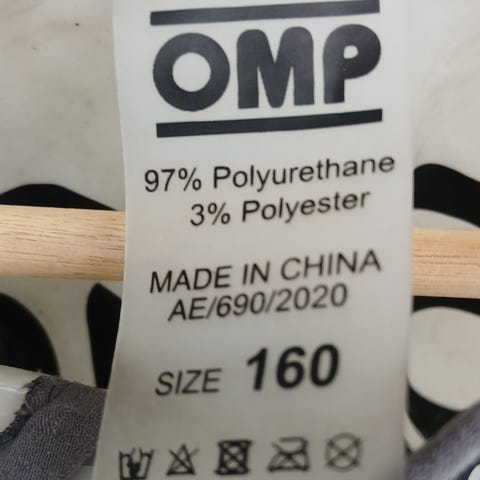 OMP
97% Polyurethane
3% Polyester
MADE IN CHINA
AE/690/2020
SIZE 160